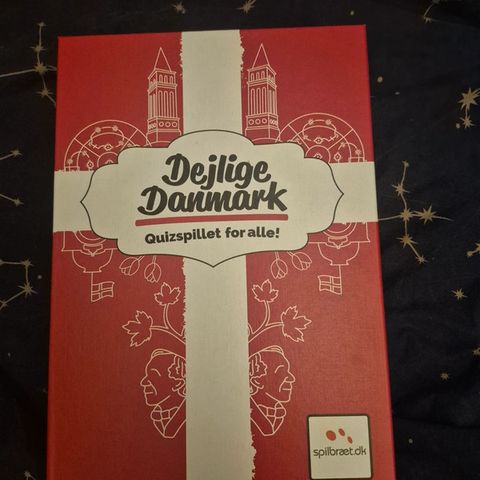 Dejlige
Danmark
Quizspillet for alle!
spilbræt.dk